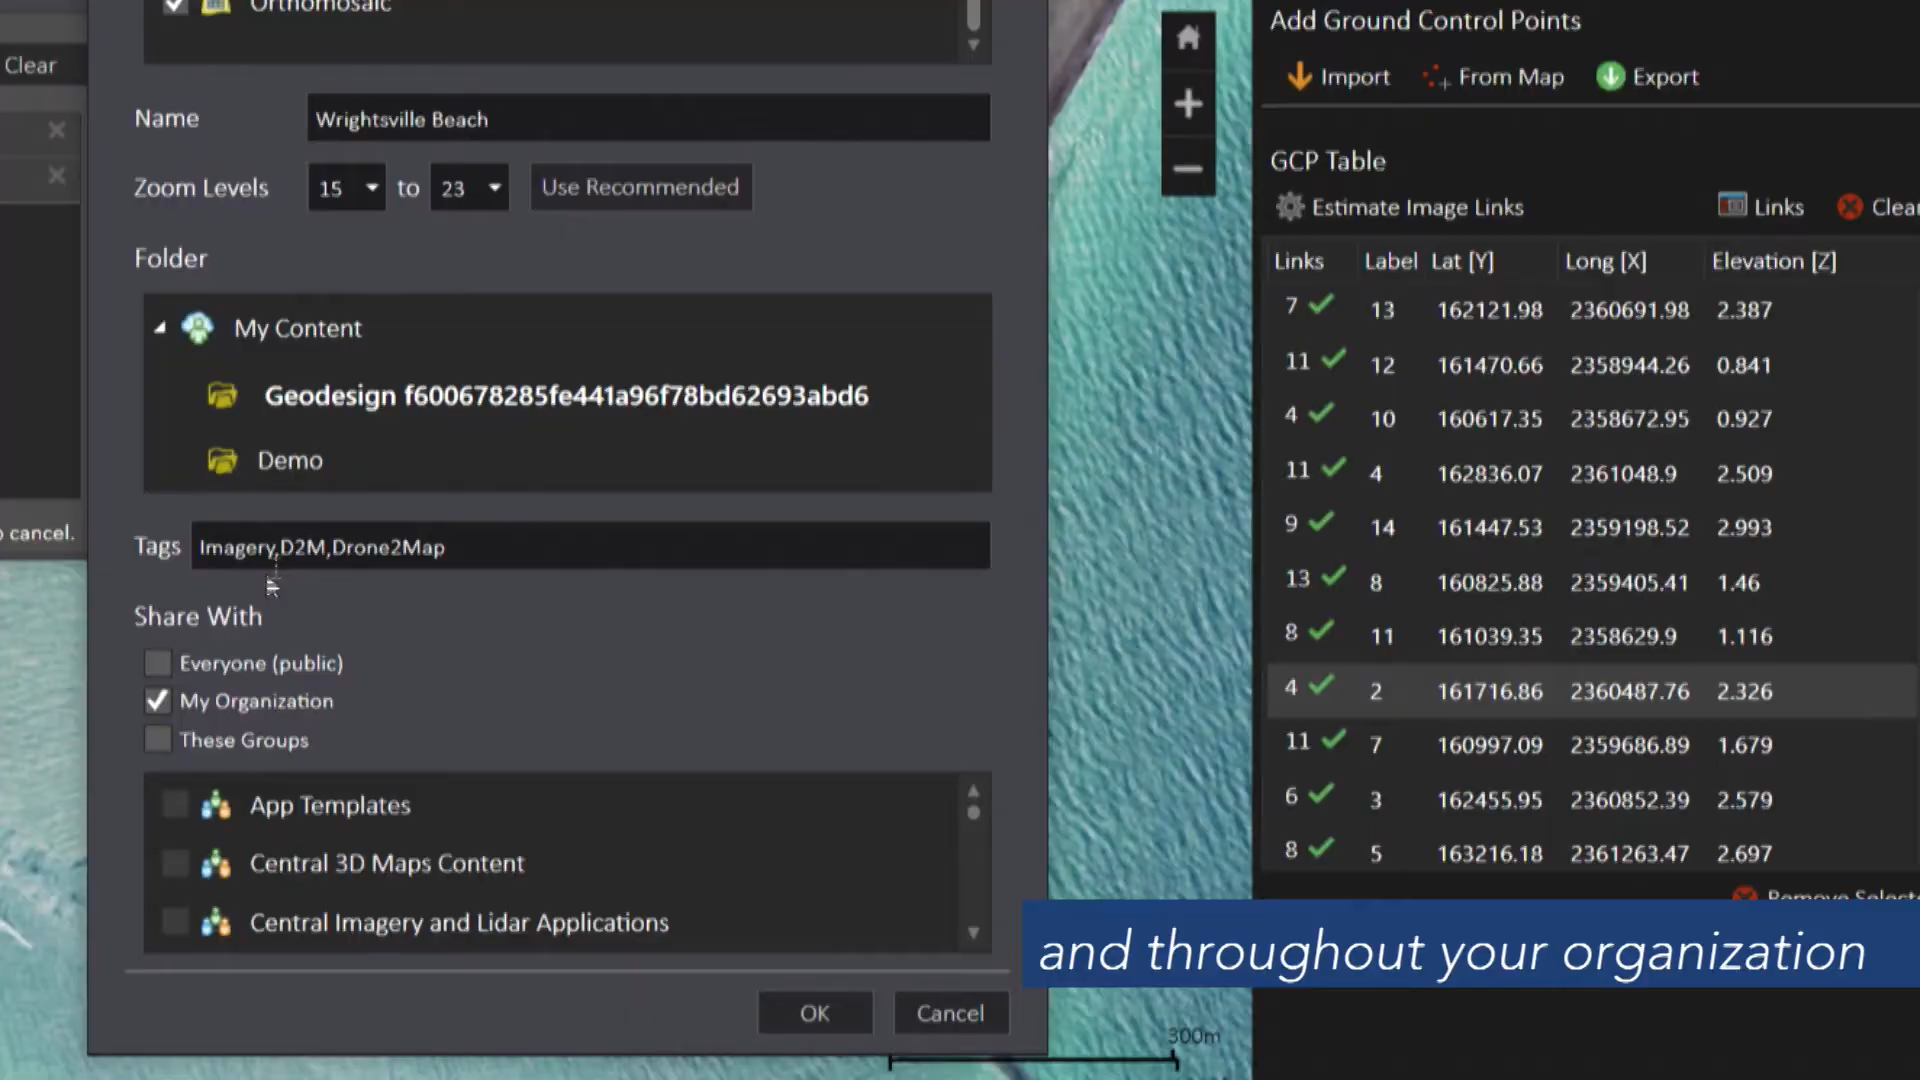 Orthomosaic
Clear
Name
Wrightsville Beach
Zoom Levels
15
to
23
Use Recommended
Folder
My Content
Geodesign f600678285fe441a96f78bd62693abd6
Demo
cancel.
Tags
Imagery,D2M,Drone2Map
Share With
Everyone (public)
My Organization
These Groups
App Templates
Central 3D Maps Content
Central Imagery and Lidar Applications
OK
Cancel
300m
Add Ground Control Points
Import
From Map
Export
GCP Table
Estimate Image Links
Links
Clear
Links Label Lat [Y] Long [X] Elevation [Z]
7 13 162121.98 2360691.98 2.387
11 12 161470.66 2358944.26 0.841
4 10 160617.35 2358672.95 0.927
11 4 162836.07 2361048.9 2.509
9 14 161447.53 2359198.52 2.993
13 8 160825.88 2359405.41 1.46
8 11 161039.35 2358629.9 1.116
4 2 161716.86 2360487.76 2.326
11 7 160997.09 2359686.89 1.679
6 3 162455.95 2360852.39 2.579
8 5 163216.18 2361263.47 2.697
Remove Selecte
and throughout your organization